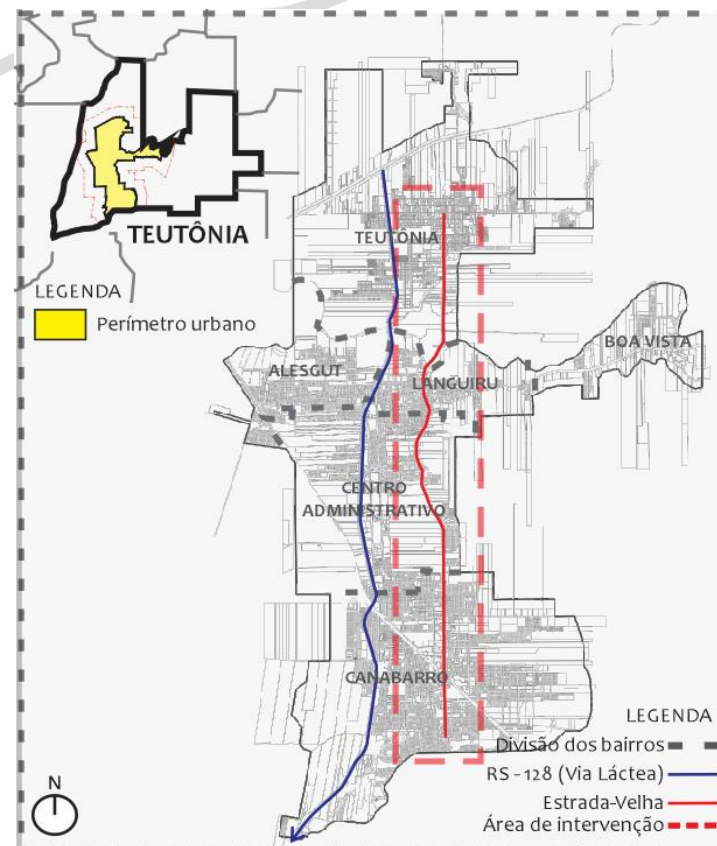 TEUTÔNIA
LEGENDA
Perímetro urbano
TEUTÔNIA
ALESGUT
LANGUIRU
BOA VISTA
CENTRO
ADMINISTRATIVO
CANABARRO
N
LEGENDA
Divisão dos bairros
RS - 128 (Via Láctea)
Estrada-Velha
Área de intervenção